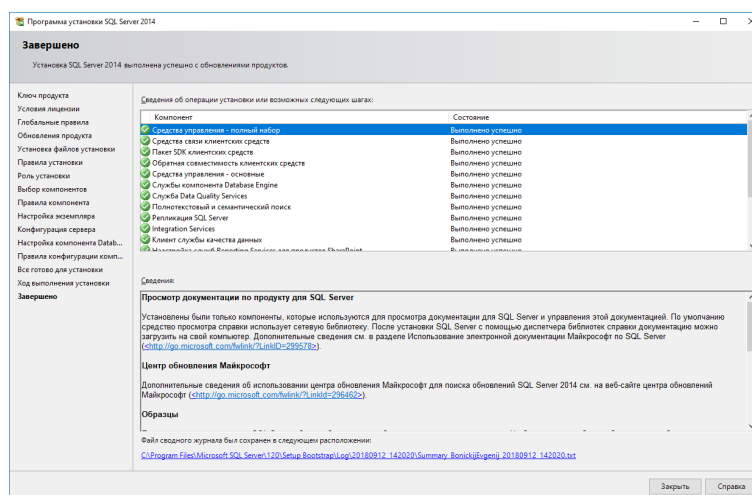 Программа установки SQL Server 2014
Завершено
Установка SQL Server 2014 выполнена успешно с обновлениями продуктов.
Ключ продукта
Условия лицензии
Глобальные правила
Обновления продукта
Установка файлов установки
Правила установки
Роль установки
Выбор компонентов
Правила компонента
Настройка экземпляра
Конфигурация сервера
Настройка компонента Datab...
Правила конфигурации комп...
Все готово для установки
Ход выполнения установки
Завершено
Сведения об операции установки или возможных следующих шагах:
Компонент Состояние
Средства управления - полный набор Выполнено успешно
Средства связи клиентских средств Выполнено успешно
Пакет SDK клиентских средств Выполнено успешно
Обратная совместимость клиентских средств Выполнено успешно
Средства управления - основные Выполнено успешно
Службы компонента Database Engine Выполнено успешно
Служба Data Quality Services Выполнено успешно
Полнотекстовый и семантический поиск Выполнено успешно
Репликация SQL Server Выполнено успешно
Integration Services Выполнено успешно
Клиент службы качества данных Выполнено успешно
Надстройка служб Reporting Services для продуктов SharePoint Выполнено успешно
Сведения:
Просмотр документации по продукту для SQL Server
Установлены были только компоненты, которые используются для просмотра документации для SQL Server и управления этой документацией. По умолчанию
средство просмотра справки использует сетевую библиотеку. После установки SQL Server с помощью диспетчера библиотек справки документацию можно
загрузить на свой компьютер. Дополнительные сведения см. в разделе Использование электронной документации Майкрософт по SQL Server
(<http://go.microsoft.com/fwlink/?LinkID=299578>).
Центр обновления Майкрософт
Дополнительные сведения об использовании центра обновления Майкрософт для поиска обновлений SQL Server 2014 см. на веб-сайте центра обновлений
Майкрософт (<http://go.microsoft.com/fwlink/?LinkId=296462>).
Образцы
Файл сводного журнала был сохранен в следующем расположении:
C:\Program Files\Microsoft SQL Server\120\Setup Bootstrap\Log\20180912_142020\Summary_BonickijEvgenij_20180912_142020.txt
Закрыть Справка